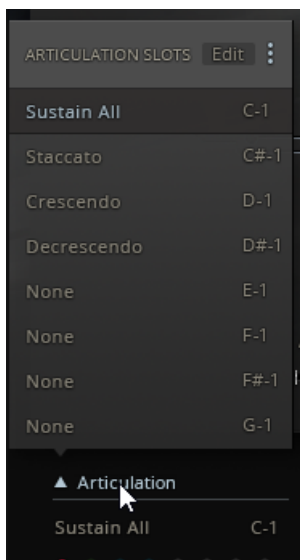 ARTICULATION SLOTS Edit
Sustain All C-1
Staccato C#-1
Crescendo D-1
Decrescendo D#-1
None E-1
None F-1
None F#-1
None G-1
Articulation
Sustain All C-1